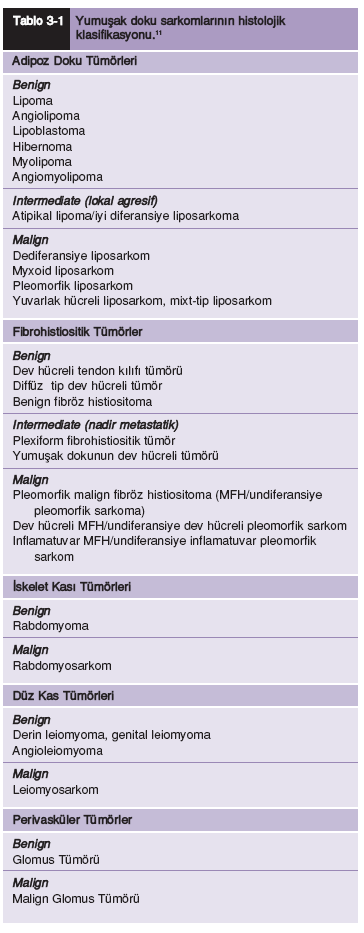 Tablo 3-1 Yumuşak doku sarkomlarının histolojik
klasifikasyonu.¹¹
Adipoz Doku Tümörleri
Benign
Lipoma
Angiolipoma
Lipoblastoma
Hibernoma
Myolipoma
Angiomyolipoma
Intermediate (lokal agresif)
Atipikal lipoma/iyi diferansiye liposarkoma
Malign
Dediferansiye liposarkom
Myxoid liposarkom
Pleomorfik liposarkom
Yuvarlak hücreli liposarkom, mixt-tip liposarkom
Fibrohistiositik Tümörler
Benign
Dev hücreli tendon kılıfı tümörü
Diffüz tip dev hücreli tümör
Benign fibröz histiositoma
Intermediate (nadir metastatik)
Plexiform fibrohistiositik tümör
Yumuşak dokunun dev hücreli tümörü
Malign
Pleomorfik malign fibröz histiositoma (MFH/undiferansiye
pleomorfik sarkoma)
Dev hücreli MFH/undiferansiye dev hücreli pleomorfik sarkom
Inflamatuvar MFH/undiferansiye inflamatuvar pleomorfik
sarkom
İskelet Kası Tümörleri
Benign
Rabdomyoma
Malign
Rabdomyosarkom
Düz Kas Tümörleri
Benign
Derin leiomyoma, genital leiomyoma
Angioleiomyoma
Malign
Leiomyosarkom
Perivasküler Tümörler
Benign
Glomus Tümörü
Malign
Malign Glomus Tümörü